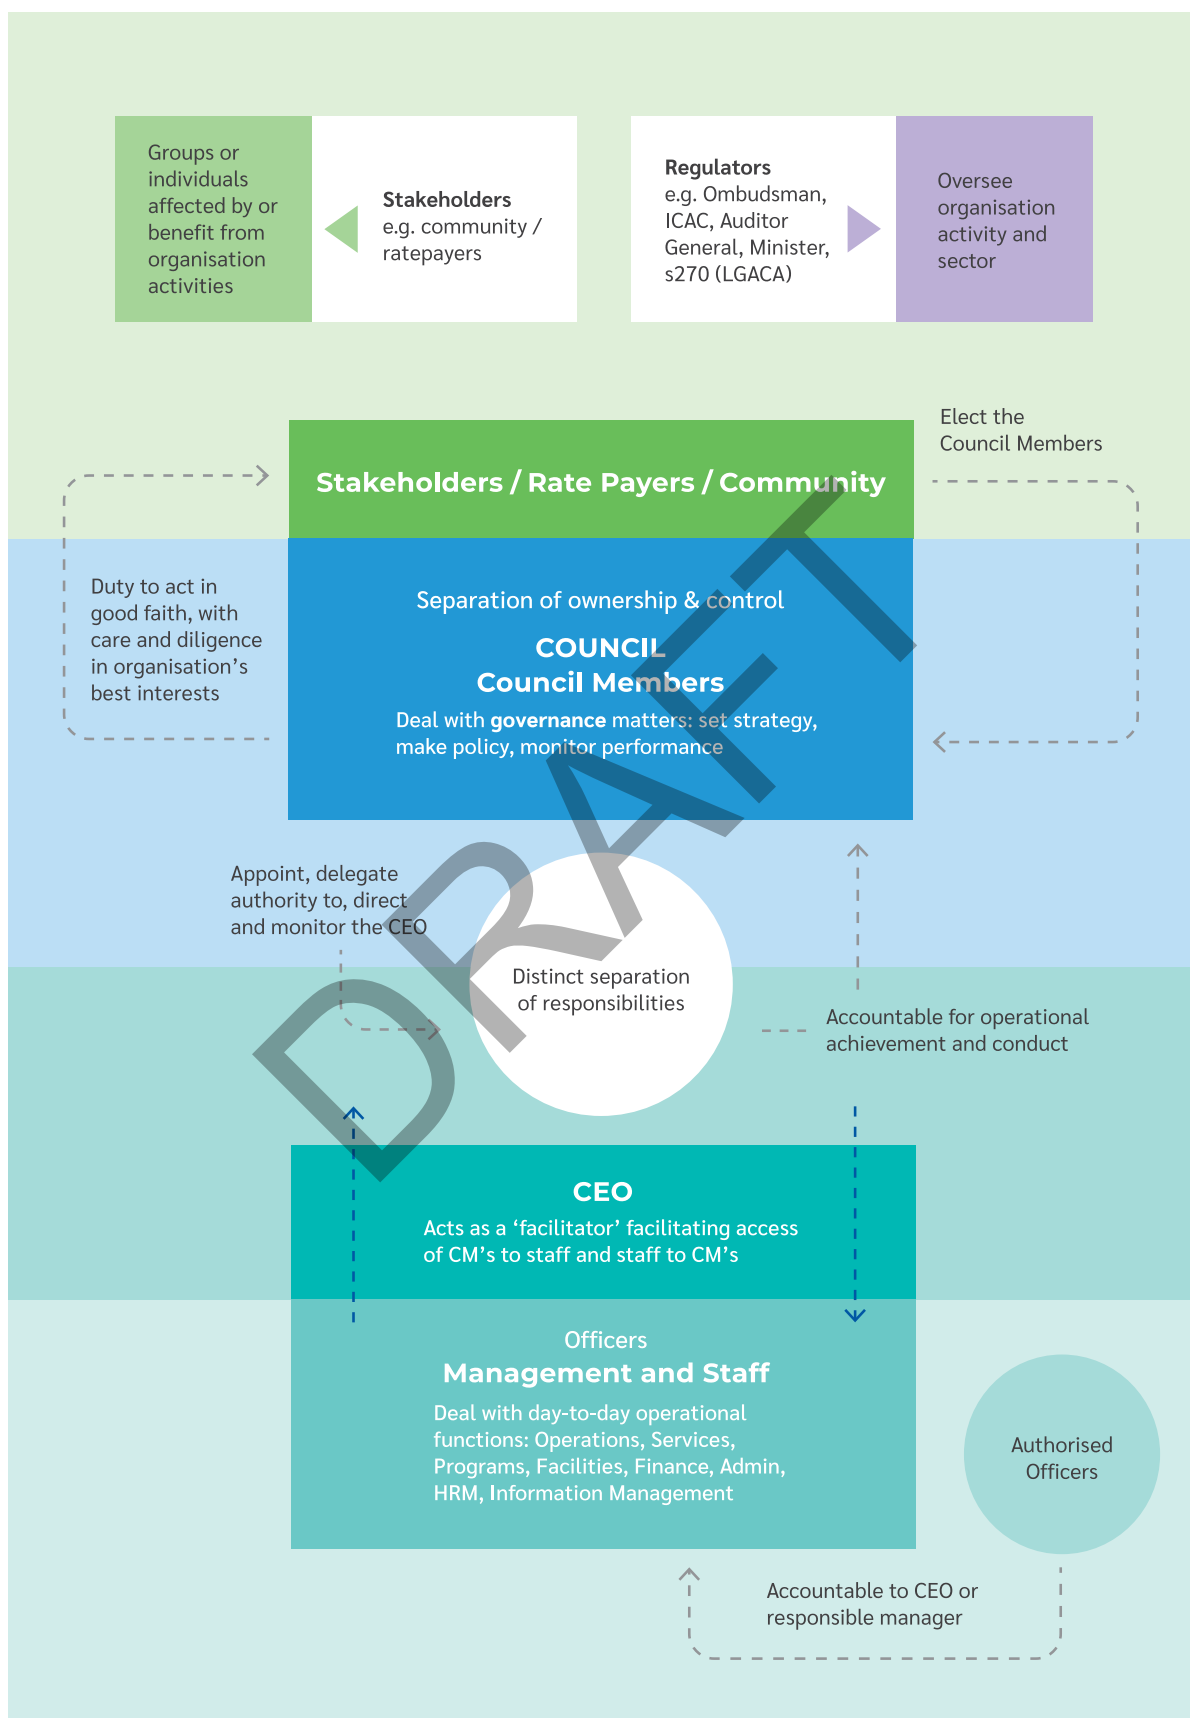 Groups or
individuals
affected by or
benefit from
organisation
activities
Stakeholders
e.g. community /
ratepayers
Regulators
e.g. Ombudsman,
ICAC, Auditor
General, Minister,
s270 (LGACA)
Oversee
organisation
activity and
sector
Elect the
Council Members
Stakeholders / Rate Payers / Community
Duty to act in
good faith, with
care and diligence
in organisation's
best interests
Separation of ownership & control
COUNCIL
Council Members
Deal with governance matters: set strategy,
make policy, monitor performance
Appoint, delegate
authority to, direct
and monitor the CEO
Distinct separation
of responsibilities
Accountable for operational
achievement and conduct
CEO
Acts as a ‘facilitator’ facilitating access
of CM’s to staff and staff to CM’s
Officers
Management and Staff
Deal with day-to-day operational
functions: Operations, Services,
Programs, Facilities, Finance, Admin,
HRM, Information Management
Authorised
Officers
Accountable to CEO or
responsible manager
DRAFT